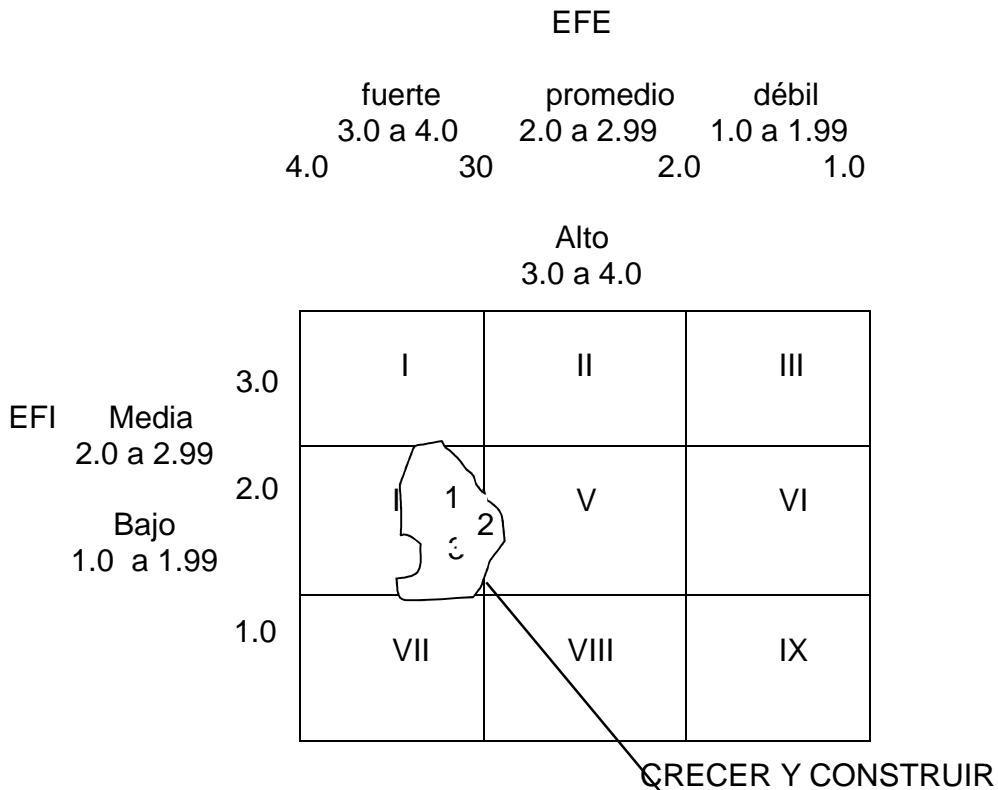 EFE
fuerte promedio débil
3.0 a 4.0 2.0 a 2.99 1.0 a 1.99
4.0 30 2.0 1.0
Alto
3.0 a 4.0
I II III
3.0
EFI Media
2.0 a 2.99
2.0
1 V VI
2
Bajo
1.0 a 1.99
1.0
VII VIII IX
CRECER Y CONSTRUIR